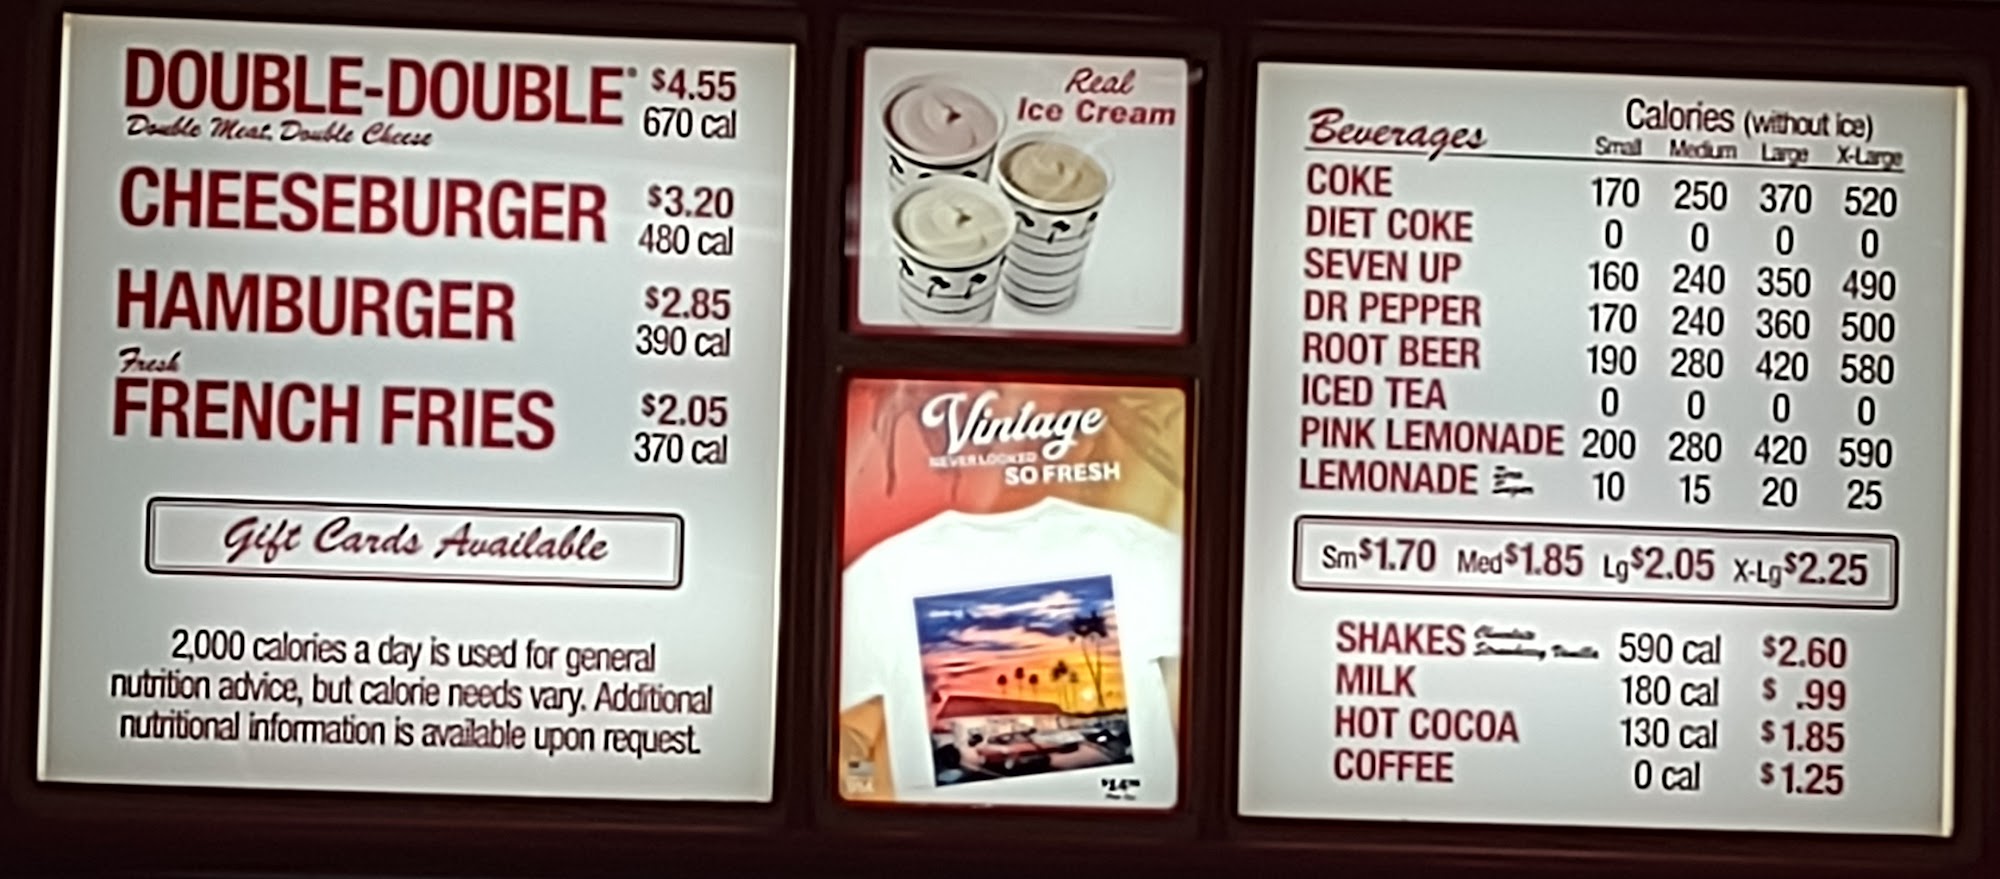 DOUBLE-DOUBLE® $4.55
Double Meat, Double Cheese 670 cal
CHEESEBURGER $3.20
480 cal
HAMBURGER $2.85
390 cal
Fresh
FRENCH FRIES $2.05
370 cal
Gift Cards Available
2,000 calories a day is used for general
nutrition advice, but calorie needs vary. Additional
nutritional information is available upon request.
Real
Ice Cream
Vintage
NEVER LOOKED
SO FRESH
Beverages Calories (without ice)
Small Medium Large X-Large
COKE 170 250 370 520
DIET COKE 0 0 0 0
SEVEN UP 160 240 350 490
DR PEPPER 170 240 360 500
ROOT BEER 190 280 420 580
ICED TEA 0 0 0 0
PINK LEMONADE 200 280 420 590
LEMONADE 10 15 20 25
Sm $1.70 Med $1.85 Lg $2.05 X-Lg $2.25
SHAKES Chocolate Strawberry, Vanilla 590 cal $2.60
MILK 180 cal $ .99
HOT COCOA 130 cal $1.85
COFFEE 0 cal $1.25